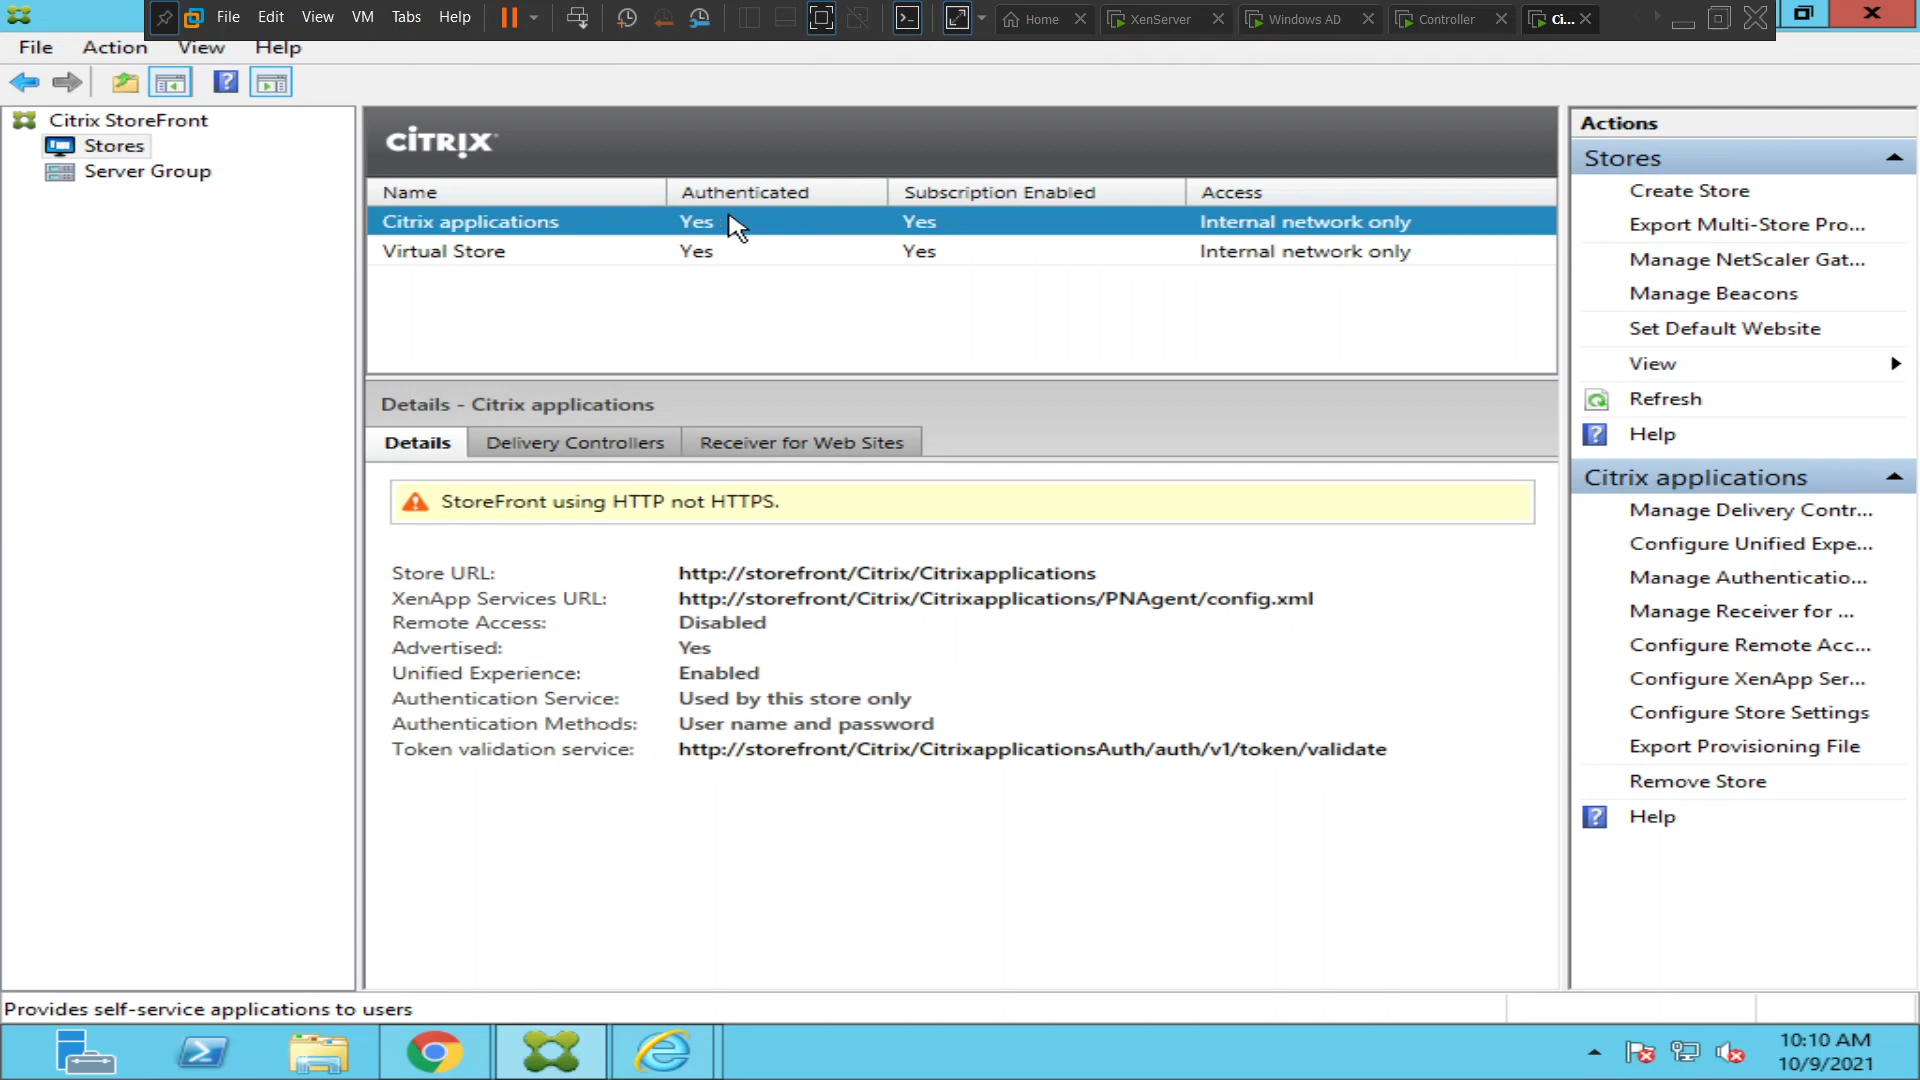 File Edit View VM Tabs Help
Home XenServer Windows AD Controller Ci...
File Action View Help
Citrix StoreFront
Stores
Server Group
CİTRIX
Name Authenticated Subscription Enabled Access
Citrix applications Yes Yes Internal network only
Virtual Store Yes Yes Internal network only
Details - Citrix applications
Details Delivery Controllers Receiver for Web Sites
StoreFront using HTTP not HTTPS.
Store URL: http://storefront/Citrix/Citrixapplications
XenApp Services URL: http://storefront/Citrix/Citrixapplications/PNAgent/config.xml
Remote Access: Disabled
Advertised: Yes
Unified Experience: Enabled
Authentication Service: Used by this store only
Authentication Methods: User name and password
Token validation service: http://storefront/Citrix/CitrixapplicationsAuth/auth/v1/token/validate
Actions
Stores
Create Store
Export Multi-Store Pro...
Manage NetScaler Gat...
Manage Beacons
Set Default Website
View
Refresh
Help
Citrix applications
Manage Delivery Contr...
Configure Unified Expe...
Manage Authenticatio...
Manage Receiver for ...
Configure Remote Acc...
Configure XenApp Ser...
Configure Store Settings
Export Provisioning File
Remove Store
Help
Provides self-service applications to users
10:10 AM
10/9/2021